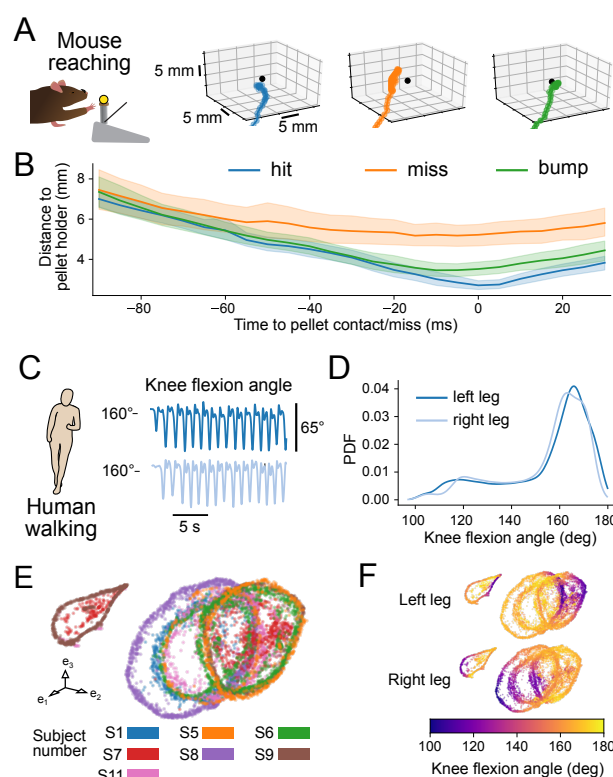 A
Mouse
reaching
5 mm
5 mm
5 mm
B
hit
miss
bump
Distance to
pellet holder (mm)
8
6
4
−80
−60
−40
−20
0
20
Time to pellet contact/miss (ms)
C
Knee flexion angle
160°
65°
160°
Human
walking
5 s
D
left leg
right leg
PDF
0.04
0.03
0.02
0.01
0.00
100
120
140
160
180
Knee flexion angle (deg)
E
e3
e1
e2
Subject
number
S1
S5
S6
S7
S8
S9
S11
F
Left leg
Right leg
100
120
140
160
180
Knee flexion angle (deg)